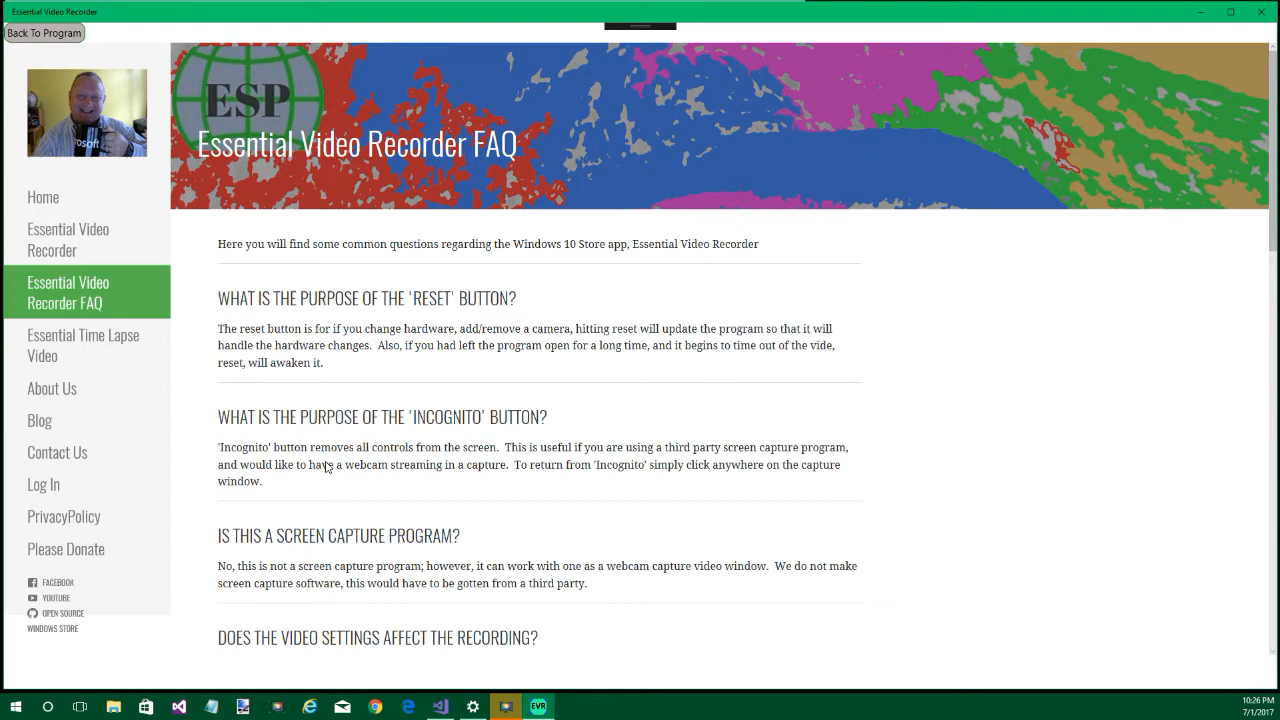 Essential Video Recorder
Back To Program
ESP
Essential Video Recorder FAQ
rosoft
Home
Essential Video
Recorder
Essential Video
Recorder FAQ
Essential Time Lapse
Video
About Us
Blog
Contact Us
Log In
PrivacyPolicy
Please Donate
FACEBOOK
YOUTUBE
OPEN SOURCE
WINDOWS STORE
Here you will find some common questions regarding the Windows 10 Store app, Essential Video Recorder
WHAT IS THE PURPOSE OF THE 'RESET' BUTTON?
The reset button is for if you change hardware, add/remove a camera, hitting reset will update the program so that it will
handle the hardware changes.  Also, if you had left the program open for a long time, and it begins to time out of the vide,
reset, will awaken it.
WHAT IS THE PURPOSE OF THE 'INCOGNITO' BUTTON?
'Incognito' button removes all controls from the screen.  This is useful if you are using a third party screen capture program,
and would like to have a webcam streaming in a capture.  To return from 'Incognito' simply click anywhere on the capture
window.
IS THIS A SCREEN CAPTURE PROGRAM?
No, this is not a screen capture program; however, it can work with one as a webcam capture video window.  We do not make
screen capture software, this would have to be gotten from a third party.
DOES THE VIDEO SETTINGS AFFECT THE RECORDING?
EVR
10:26 PM
7/1/2017